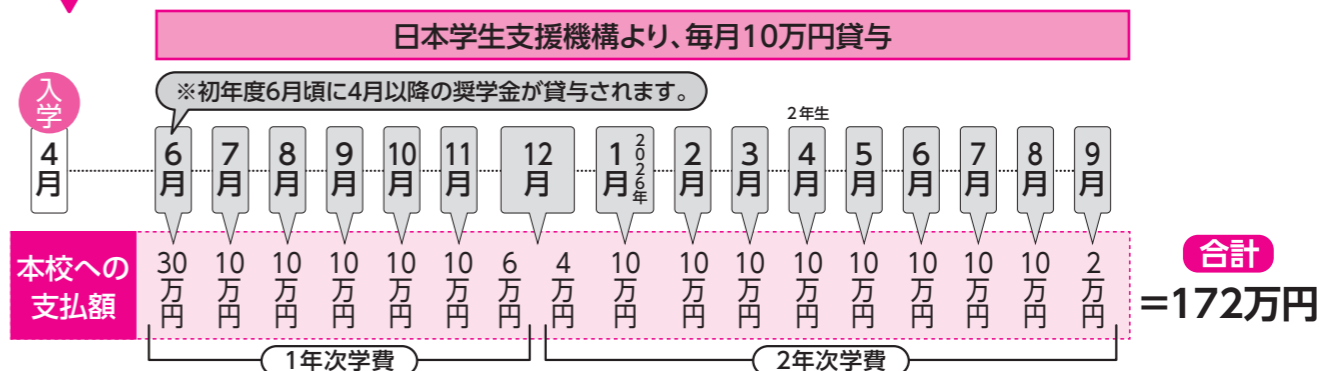 日本学生支援機構より、毎月10万円貸与
※初年度6月頃に4月以降の奨学金が貸与されます。
入学
2年生
4月 6月 7月 8月 9月 10月 11月 12月 1月 2026年 2月 3月 4月 5月 6月 7月 8月 9月
本校への支払額
30万円 10万円 10万円 10万円 10万円 10万円 6万円 4万円 10万円 10万円 10万円 10万円 10万円 10万円 10万円 10万円 2万円
合計
=172万円
1年次学費 2年次学費